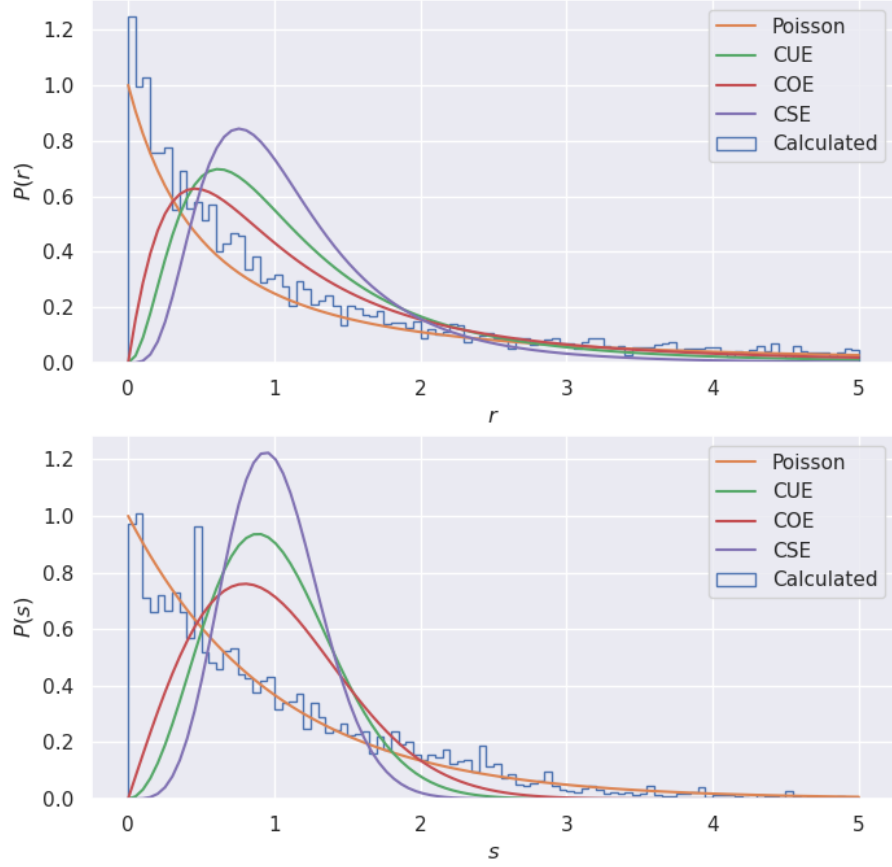 1.2
1.0
0.8
0.6
0.4
0.2
0.0
P(r)
Poisson
CUE
COE
CSE
Calculated
0 1 2 3 4 5
r
1.2
1.0
0.8
0.6
0.4
0.2
0.0
P(s)
Poisson
CUE
COE
CSE
Calculated
0 1 2 3 4 5
s